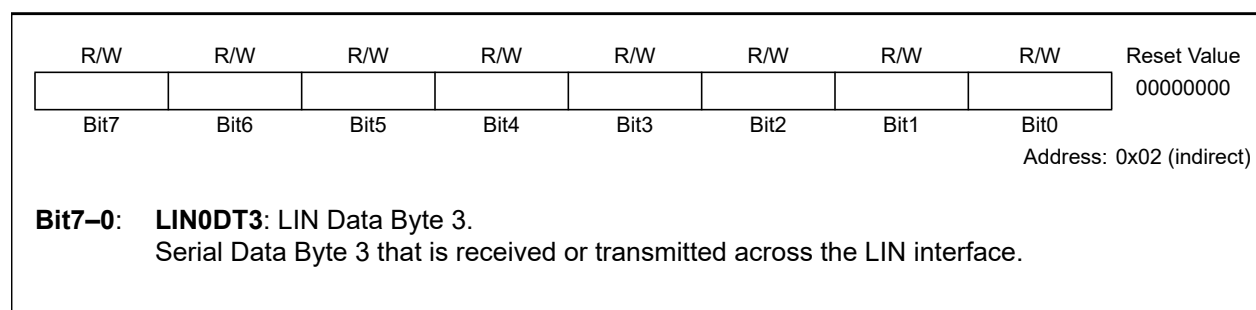 R/W R/W R/W R/W R/W R/W R/W R/W Reset Value
00000000
Bit7 Bit6 Bit5 Bit4 Bit3 Bit2 Bit1 Bit0
Address: 0x02 (indirect)
Bit7–0: LIN0DT3: LIN Data Byte 3.
Serial Data Byte 3 that is received or transmitted across the LIN interface.